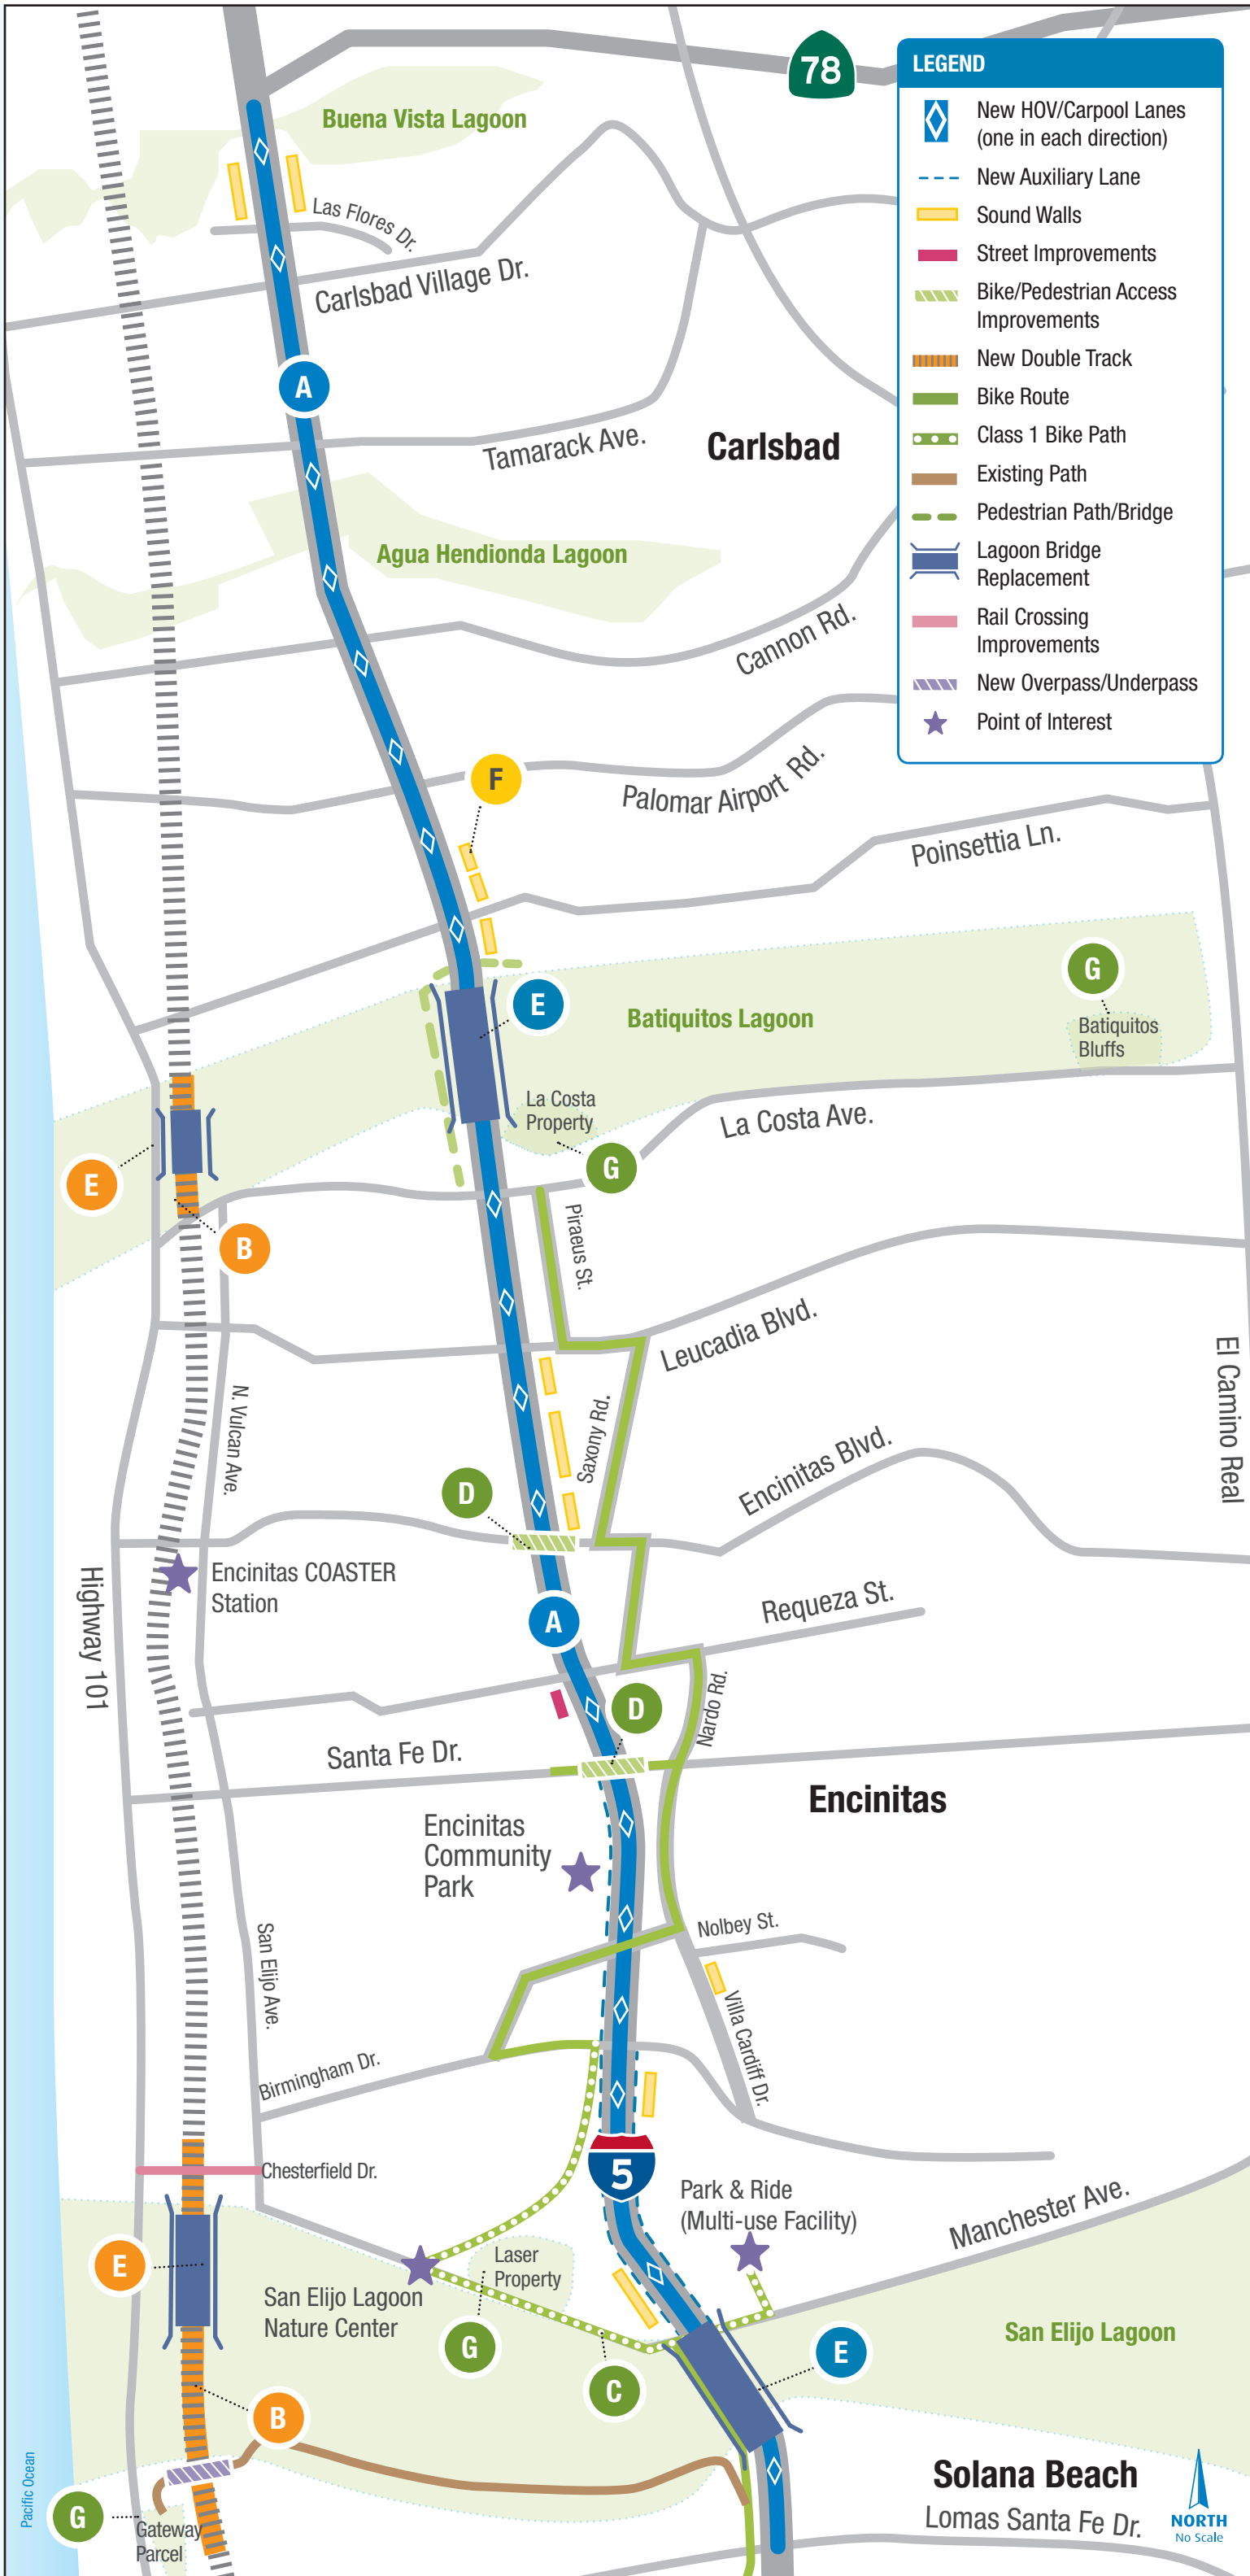 78
LEGEND
New HOV/Carpool Lanes
(one in each direction)
New Auxiliary Lane
Sound Walls
Street Improvements
Bike/Pedestrian Access
Improvements
New Double Track
Bike Route
Class 1 Bike Path
Existing Path
Pedestrian Path/Bridge
Lagoon Bridge
Replacement
Rail Crossing
Improvements
New Overpass/Underpass
Point of Interest
Buena Vista Lagoon
Las Flores Dr.
Carlsbad Village Dr.
A
Tamarack Ave.
Carlsbad
Agua Hendionda Lagoon
Cannon Rd.
F
Palomar Airport Rd.
Poinsettia Ln.
G
E
Batiquitos Lagoon
Batiquitos
Bluffs
La Costa
Property
La Costa Ave.
E
G
B
Piraeus St.
Leucadia Blvd.
El Camino Real
N. Vulcan Ave.
Saxony Rd.
Encinitas Blvd.
D
Highway 101
Encinitas COASTER
Station
A
Requeza St.
D
Nardo Rd.
Santa Fe Dr.
Encinitas
Encinitas
Community
Park
San Elijo Ave.
Nolbey St.
Villa Cardiff Dr.
Birmingham Dr.
5
Chesterfield Dr.
Park & Ride
(Multi-use Facility)
Manchester Ave.
E
Laser
Property
San Elijo Lagoon
Nature Center
G
C
E
San Elijo Lagoon
B
Pacific Ocean
Solana Beach
Lomas Santa Fe Dr.
NORTH
No Scale
G
Gateway
Parcel